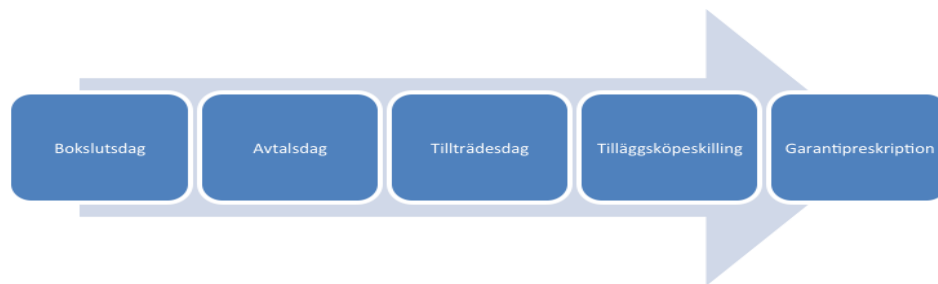 Bokslutsdag
Avtalsdag
Tillträdesdag
Tilläggsköpeskilling
Garantipreskription